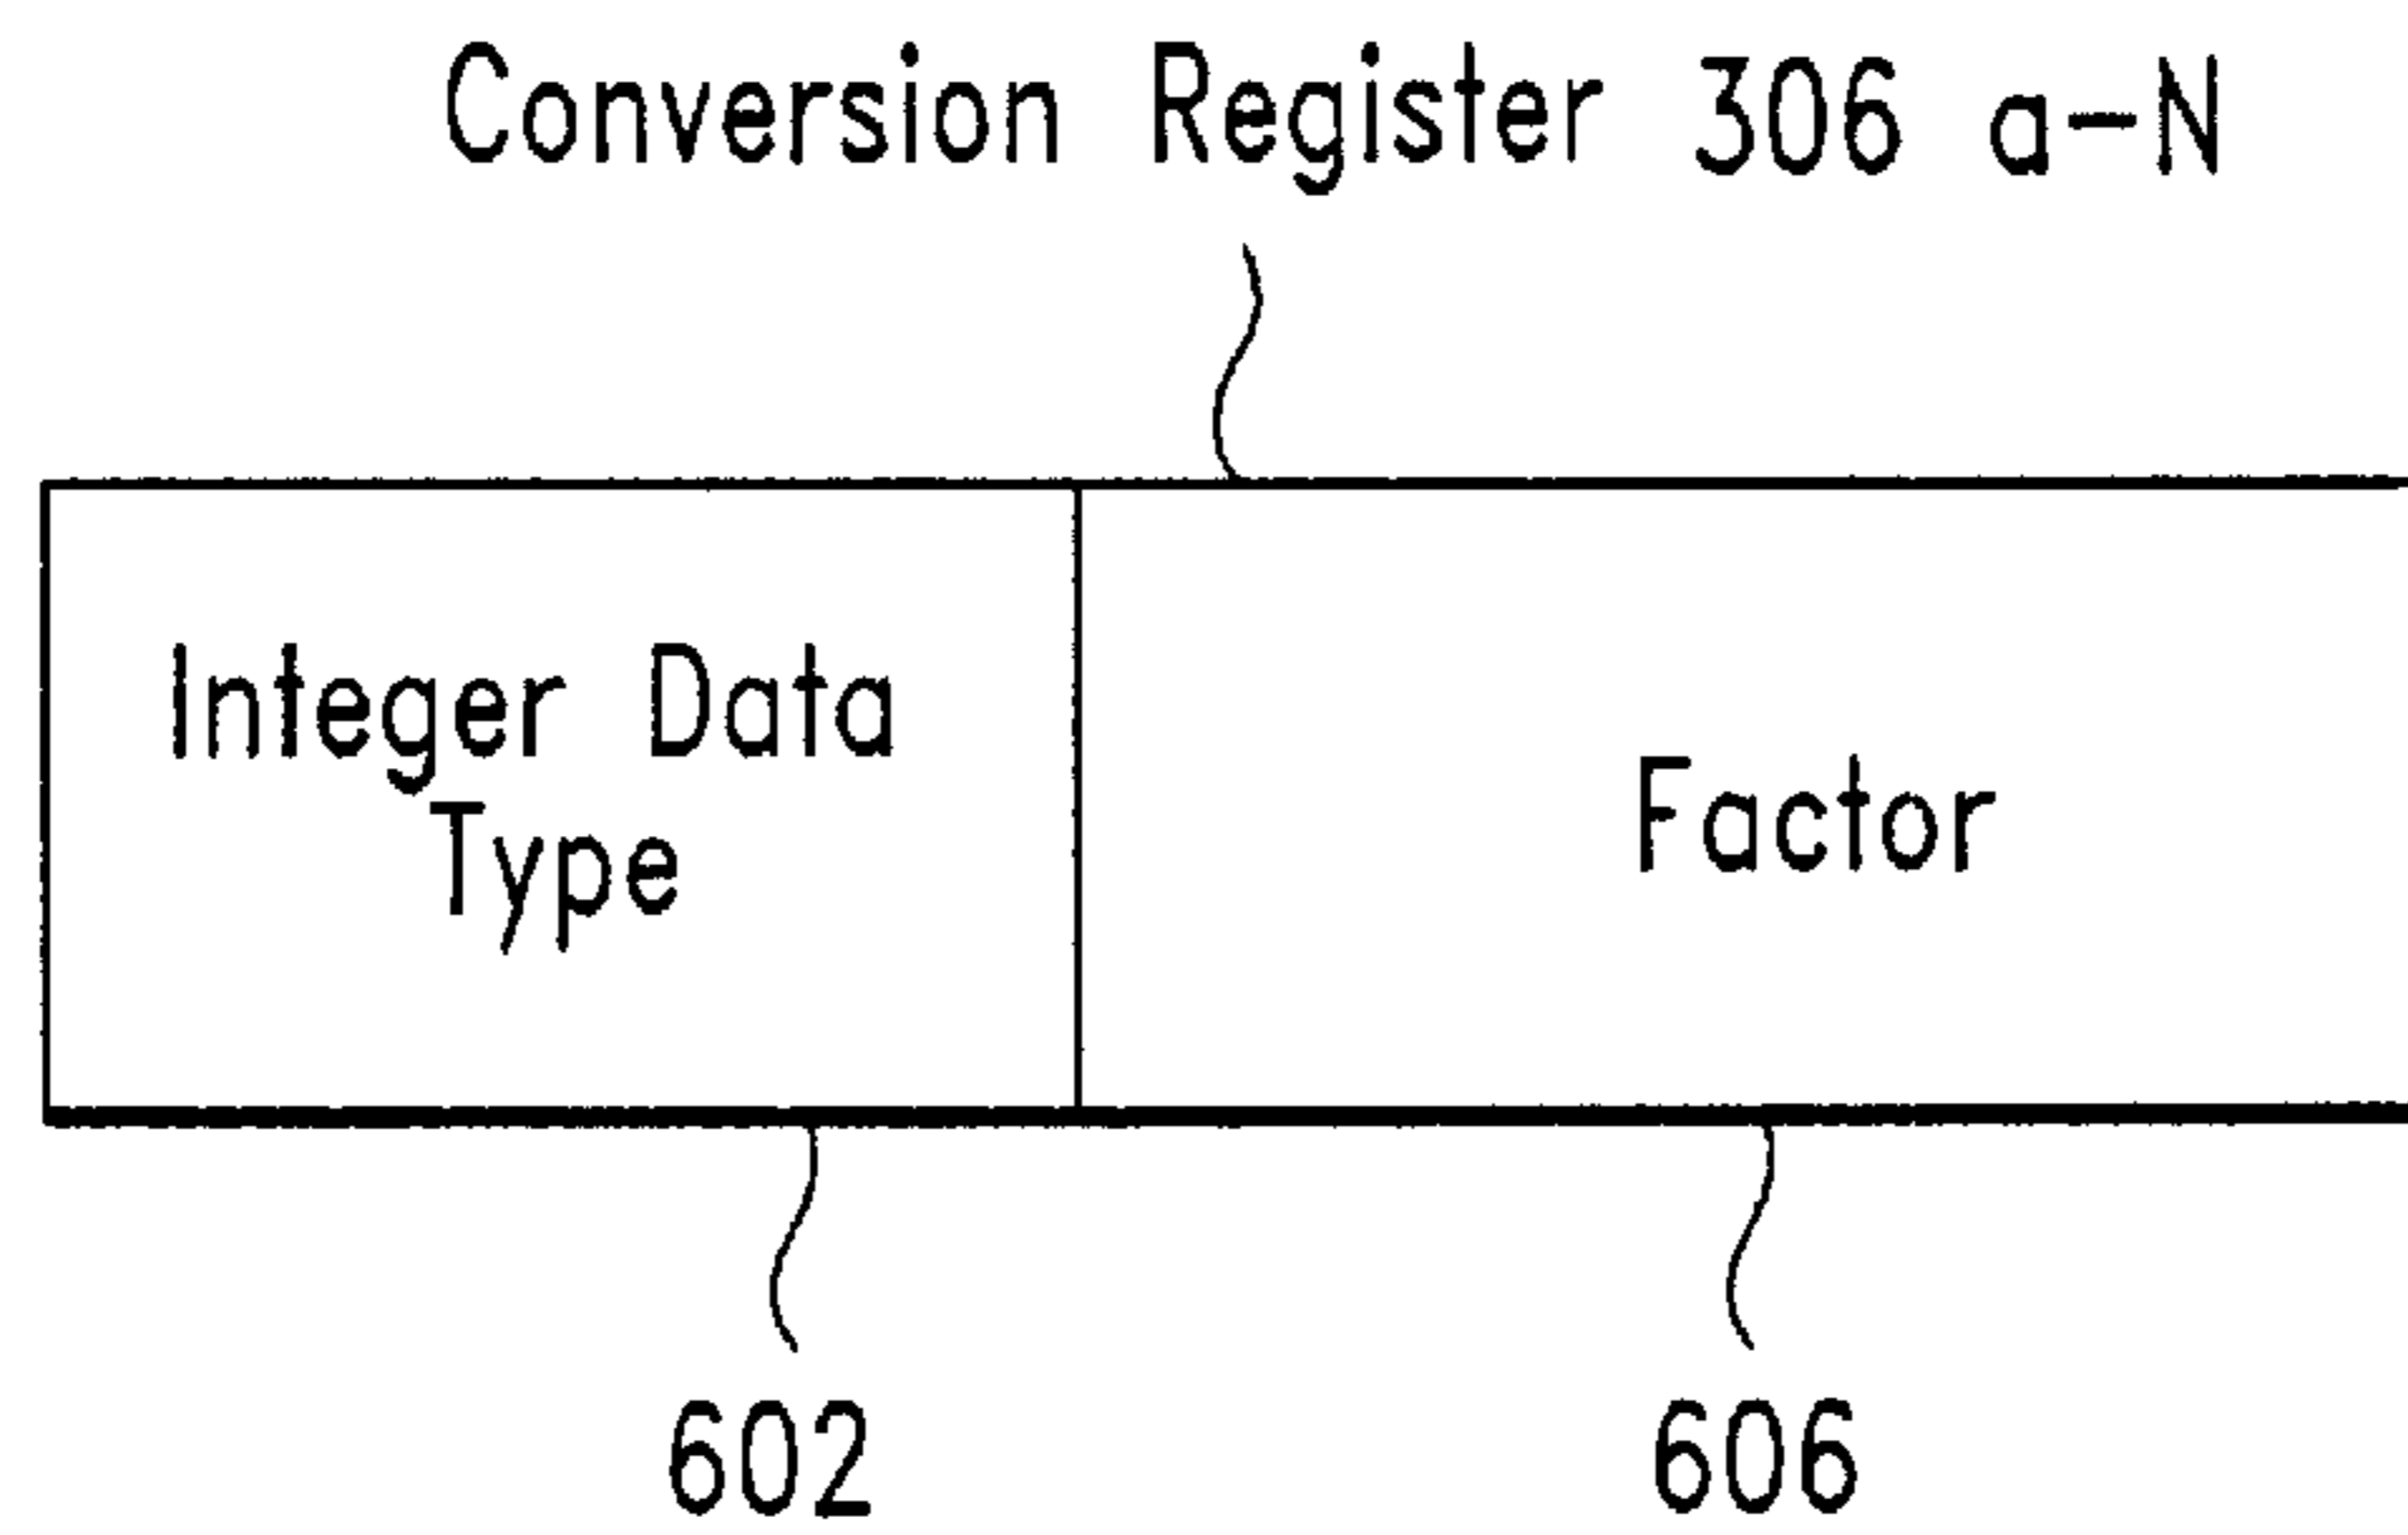 Conversion Register 306 a-N
Integer Data
Type
Factor
602
606